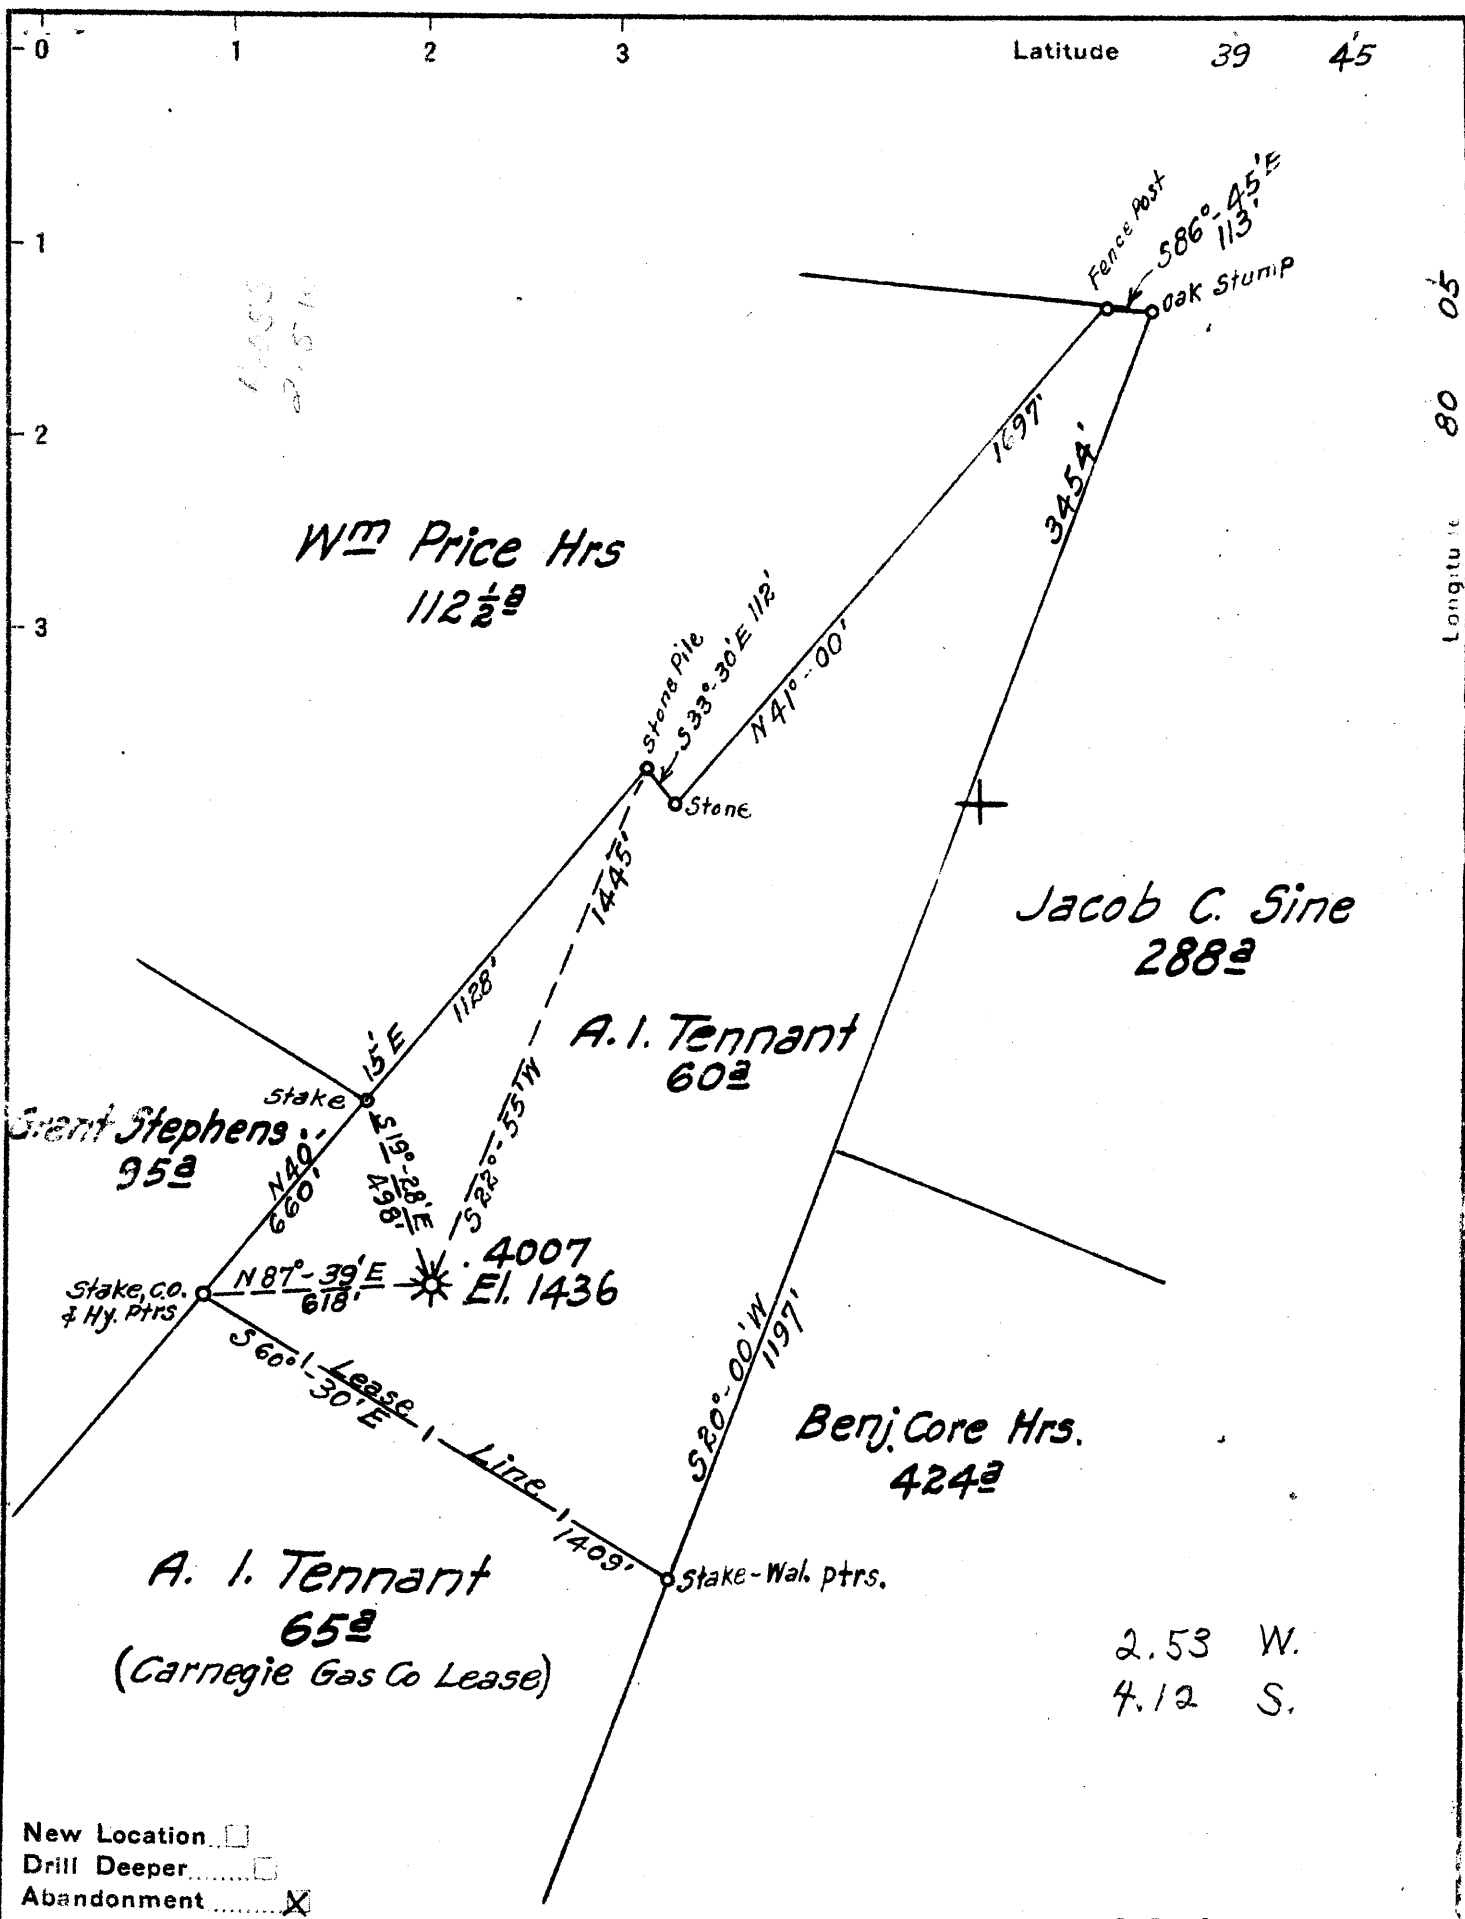 0 1 2 3 Latitude 39 45'
1
2
3
Fence Post
S86°-45'E
113'
Oak Stump
05'
80
1697'
3454'
Wm Price Hrs
112 1/2 a
Stone Pile
S33°-30'E 112'
N41°-00'
Stone
1445'
Jacob C. Sine
288a
1128'
A. I. Tennant
60a
15'E
Stake
Grant Stephens
95a
N40°
660'
S19°-28'E
498'
S22°-55'W
4007
El. 1436
N87°-39'E
618'
Stake, C.O.
& Hy. Ptrs
S60°-30'E
Lease Line
1409'
S20°-00'W
1197'
Benj. Core Hrs.
424a
Stake-Wal. ptrs.
A. I. Tennant
65a
(Carnegie Gas Co Lease)
2.53 W.
4.12 S.
New Location
Drill Deeper
Abandonment X